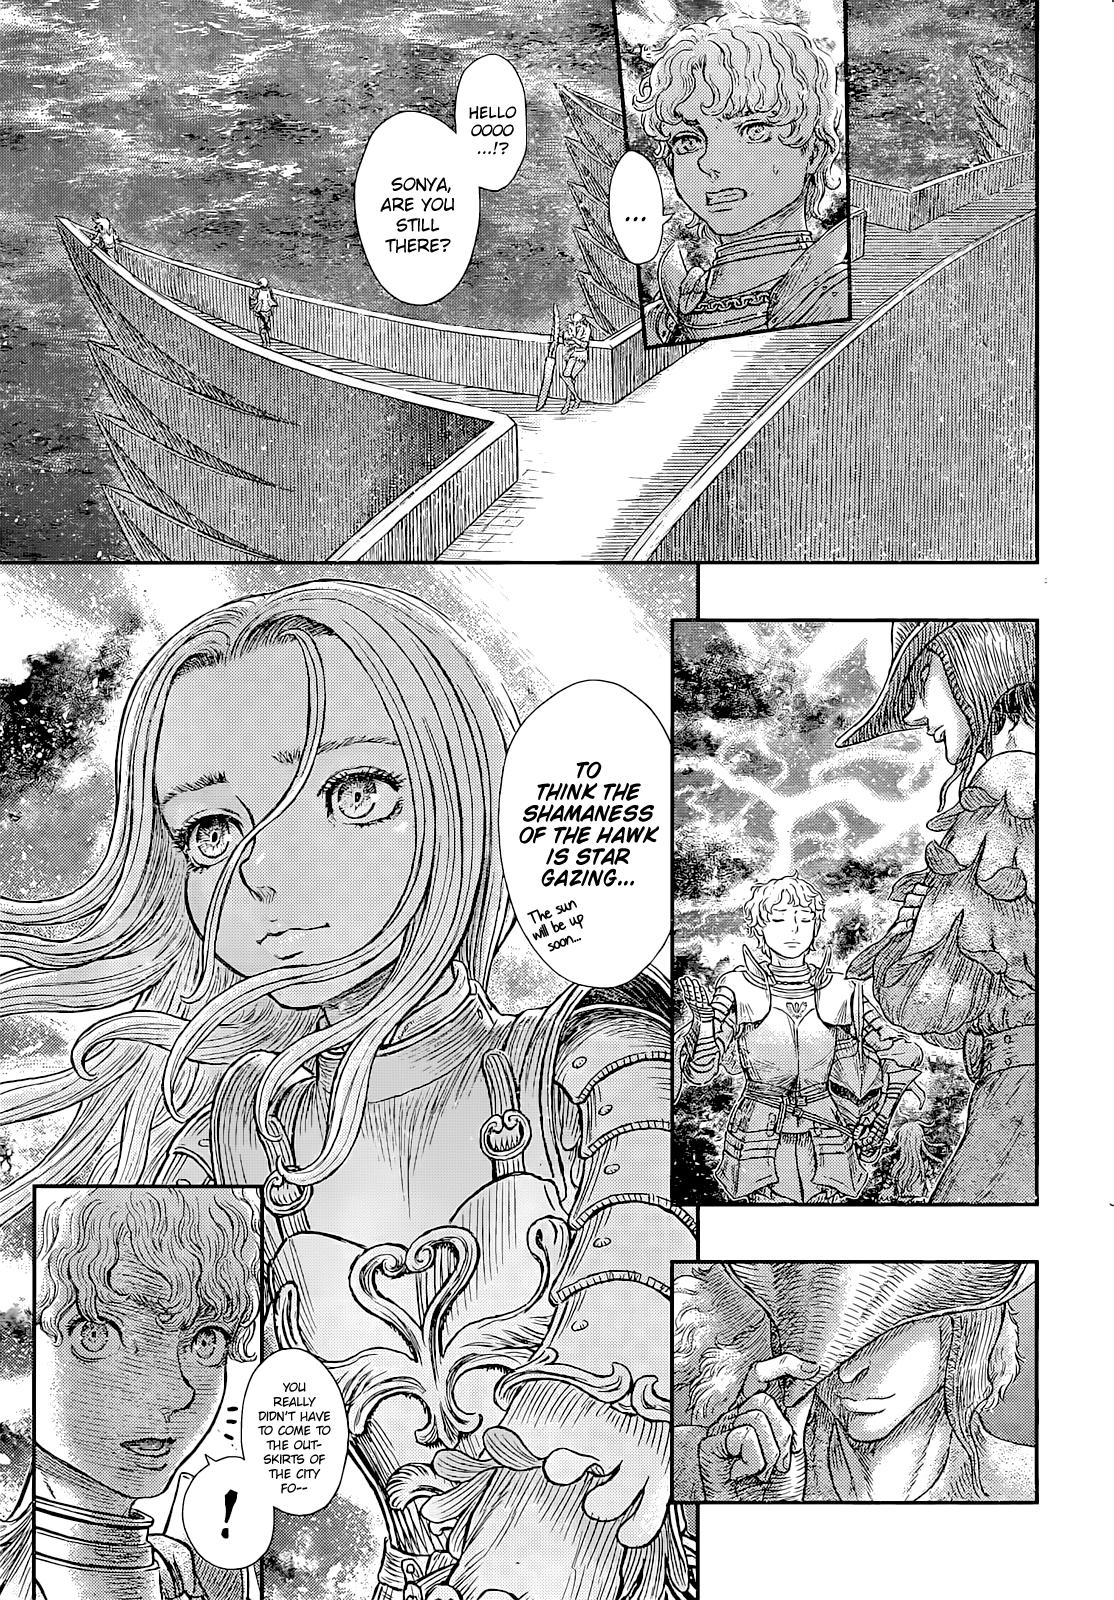 ...
HELLO
OOOO
...!?
SONYA,
ARE YOU
STILL
THERE?
TO
THINK THE
SHAMANESS
OF THE HAWK
IS STAR
GAZING...
The sun
will be up
soon...
YOU
REALLY
DIDN'T HAVE
TO COME TO
THE OUT-
SKIRTS OF
THE CITY
FO--
!